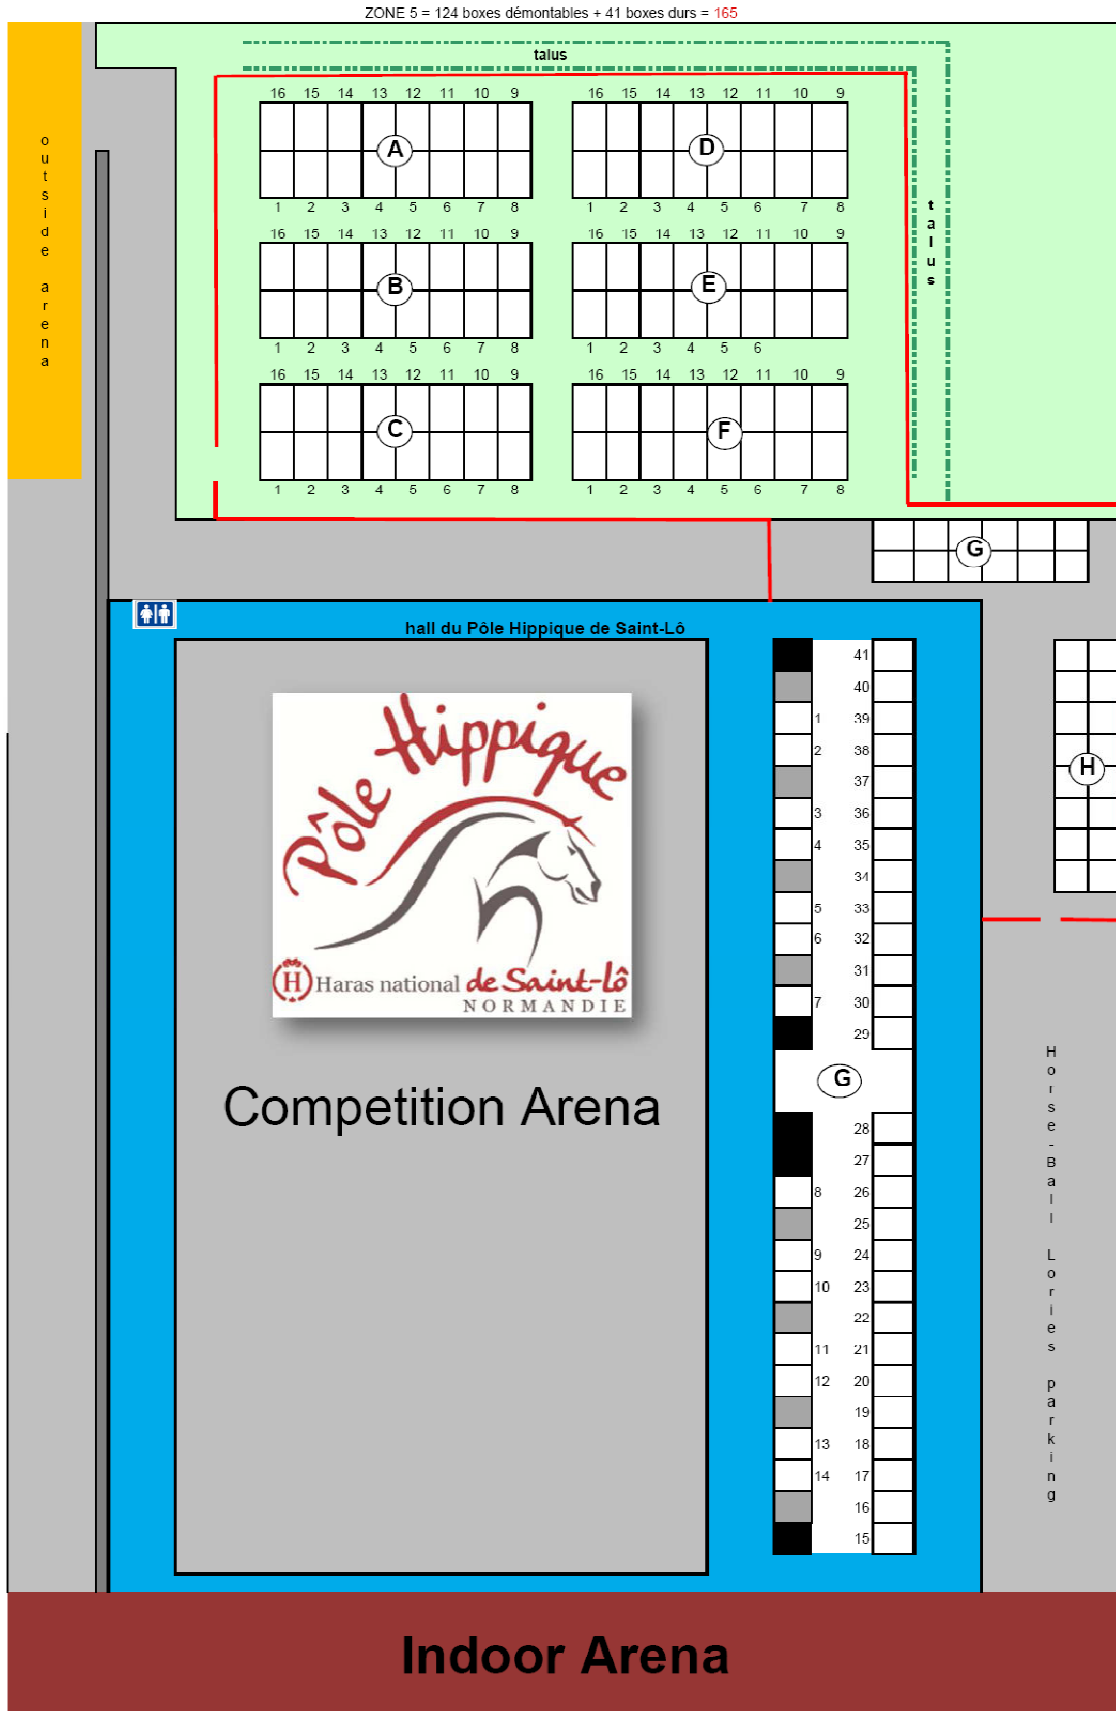 ZONE 5 = 124 boxes démontables + 41 boxes durs = 165
talus
outside arena
16 15 14 13 12 11 10 9
A
1 2 3 4 5 6 7 8
16 15 14 13 12 11 10 9
D
1 2 3 4 5 6 7 8
talus
16 15 14 13 12 11 10 9
B
1 2 3 4 5 6 7 8
16 15 14 13 12 11 10 9
E
1 2 3 4 5 6
16 15 14 13 12 11 10 9
C
1 2 3 4 5 6 7 8
16 15 14 13 12 11 10 9
F
1 2 3 4 5 6 7 8
G
hall du Pôle Hippique de Saint-Lô
Pôle Hippique
H Haras national de Saint-lô
NORMANDIE
Competition Arena
41
40
1 39
2 38
37
3 36
4 35
34
5 33
6 32
31
7 30
29
G
28
27
8 26
25
9 24
10 23
22
11 21
12 20
19
13 18
14 17
16
15
H
Horse-Ball Lories parking
Indoor Arena